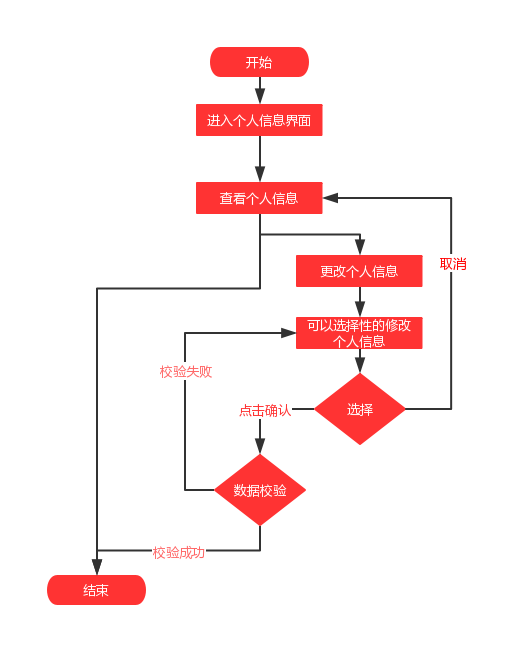 开始
进入个人信息界面
查看个人信息
取消
更改个人信息
可以选择性的修改
个人信息
校验失败
点击确认
选择
数据校验
校验成功
结束